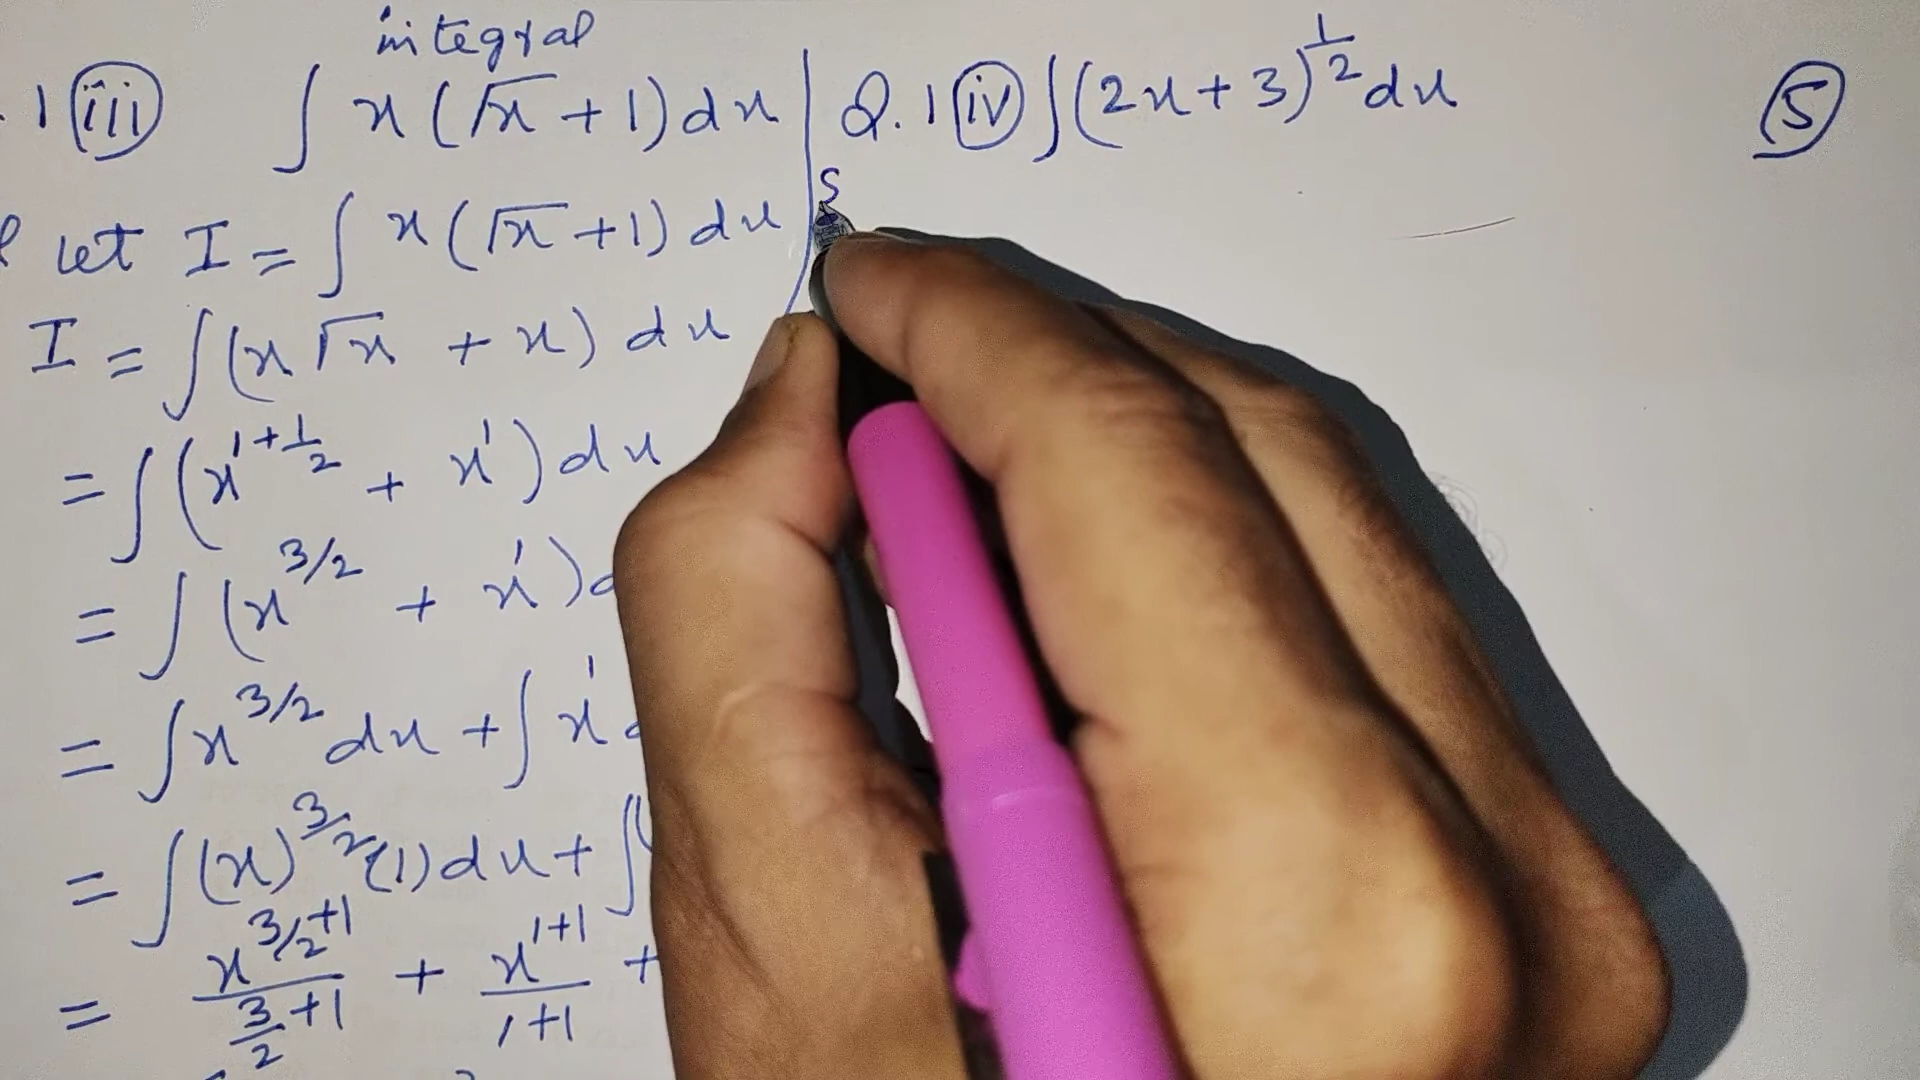 integral
. 1 (iii) ∫ x(√x + 1) dx
let I = ∫ x(√x + 1) dx
I = ∫ (x√x + x) dx
= ∫ (x^{1+1/2} + x^1) dx
= ∫ (x^{3/2} + x^1) d
= ∫ x^{3/2} dx + ∫ x^1 d
= ∫ (x)^{3/2} (1) dx + ∫
= x^{3/2+1} / (3/2 + 1) + x^{1+1} / (1+1) +
Q. 1 (iv) ∫ (2x + 3)^{1/2} dx
S
5